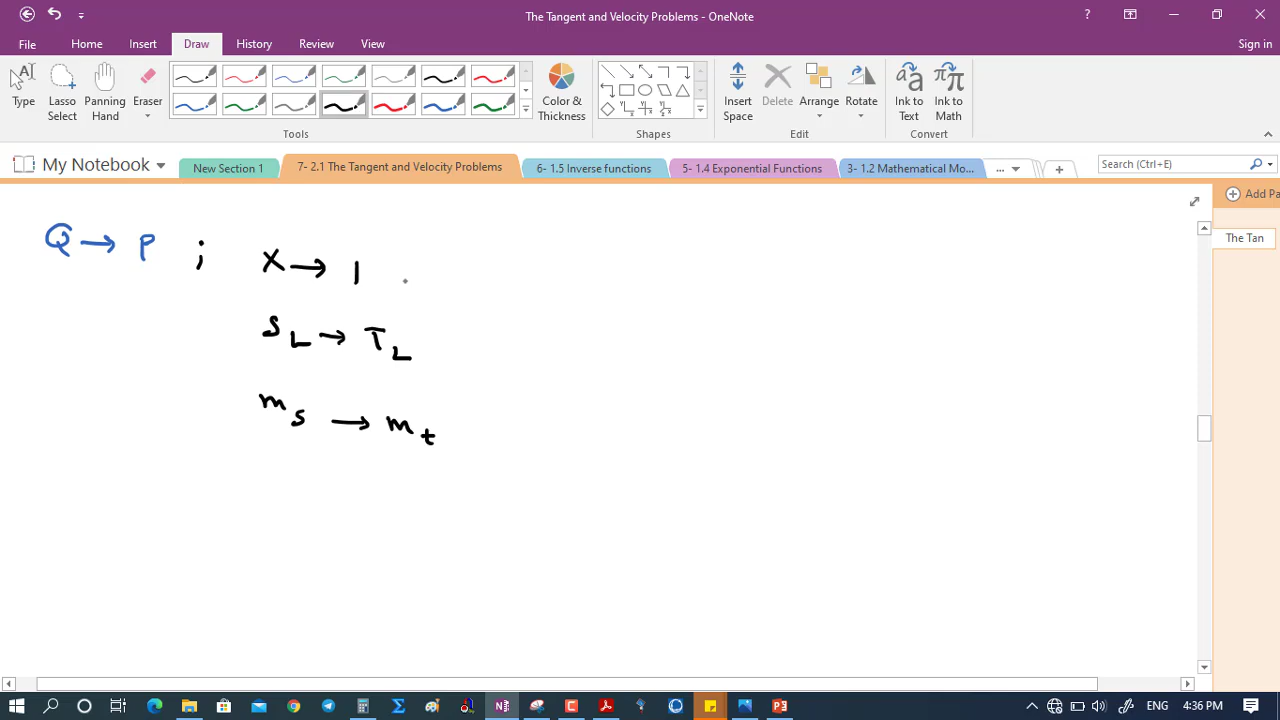 The Tangent and Velocity Problems - OneNote
?
File Home Insert Draw History Review View Sign in
Type Lasso Select Panning Hand Eraser Color & Thickness Insert Space Delete Arrange Rotate Ink to Text Ink to Math
Tools Shapes Edit Convert
My Notebook New Section 1 7- 2.1 The Tangent and Velocity Problems 6- 1.5 Inverse functions 5- 1.4 Exponential Functions 3- 1.2 Mathematical Mo... ... + Search (Ctrl+E)
Add Pa
The Tan
Q → P ; X → 1
S_L → T_L
m_s → m_t
ENG 4:36 PM